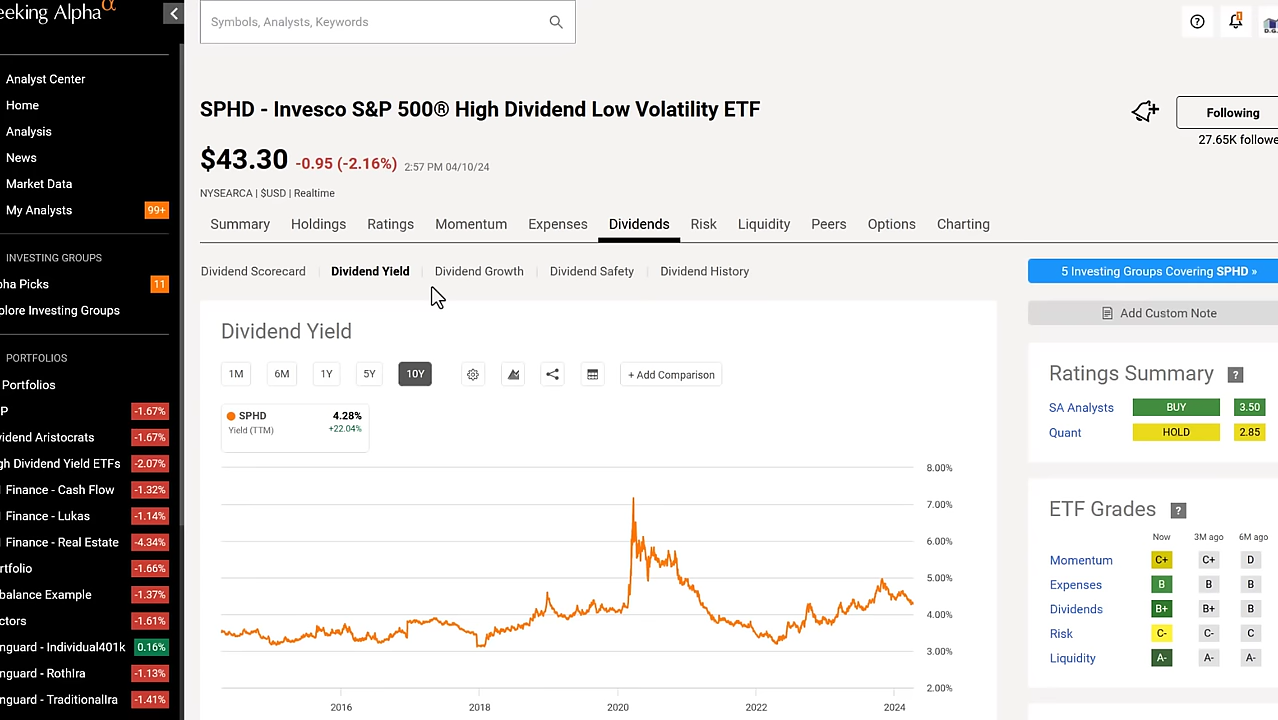 eeking Alpha α
Symbols, Analysts, Keywords
1
Analyst Center
Home
Analysis
News
Market Data
My Analysts 99+
INVESTING GROUPS
pha Picks 11
plore Investing Groups
PORTFOLIOS
Portfolios
P -1.67%
vidend Aristocrats -1.67%
gh Dividend Yield ETFs -2.07%
Finance - Cash Flow -1.32%
Finance - Lukas -1.14%
Finance - Real Estate -4.34%
rtfolio -1.66%
balance Example -1.37%
ctors -1.61%
nguard - Individual401k 0.16%
nguard - RothIra -1.13%
nguard - TraditionalIra -1.41%
SPHD - Invesco S&P 500® High Dividend Low Volatility ETF
$43.30 -0.95 (-2.16%) 2:57 PM 04/10/24
NYSEARCA | $USD | Realtime
Following
27.65K followe
Summary Holdings Ratings Momentum Expenses Dividends Risk Liquidity Peers Options Charting
Dividend Scorecard | Dividend Yield | Dividend Growth | Dividend Safety | Dividend History
Dividend Yield
1M 6M 1Y 5Y 10Y + Add Comparison
SPHD 4.28%
Yield (TTM) +22.04%
8.00%
7.00%
6.00%
5.00%
4.00%
3.00%
2.00%
2016 2018 2020 2022 2024
5 Investing Groups Covering SPHD »
Add Custom Note
Ratings Summary ?
SA Analysts BUY 3.50
Quant HOLD 2.85
ETF Grades ?
Now 3M ago 6M ago
Momentum C+ C+ D
Expenses B B B
Dividends B+ B+ B
Risk C- C- C
Liquidity A- A- A-